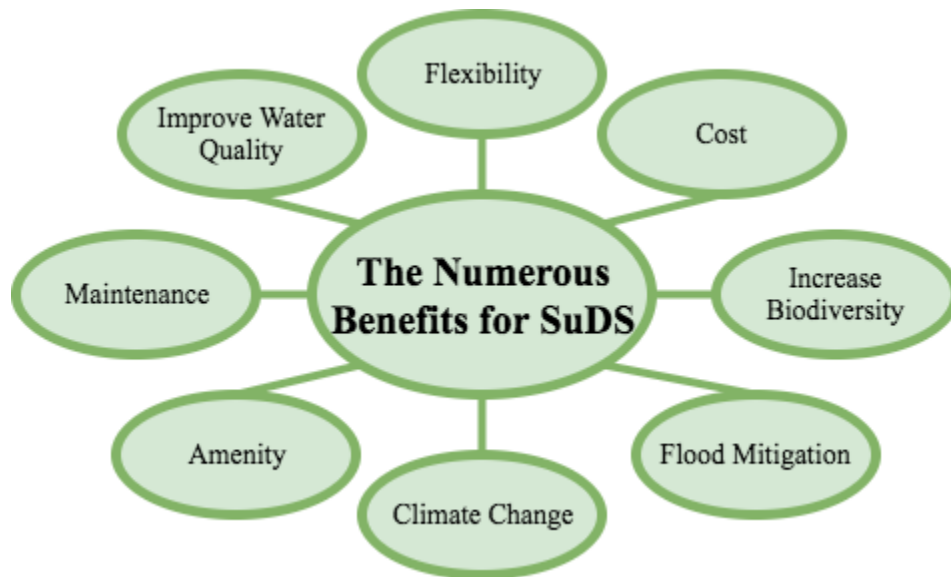 Flexibility
Improve Water
Quality
Cost
The Numerous
Benefits for SuDS
Maintenance
Increase
Biodiversity
Amenity
Flood Mitigation
Climate Change